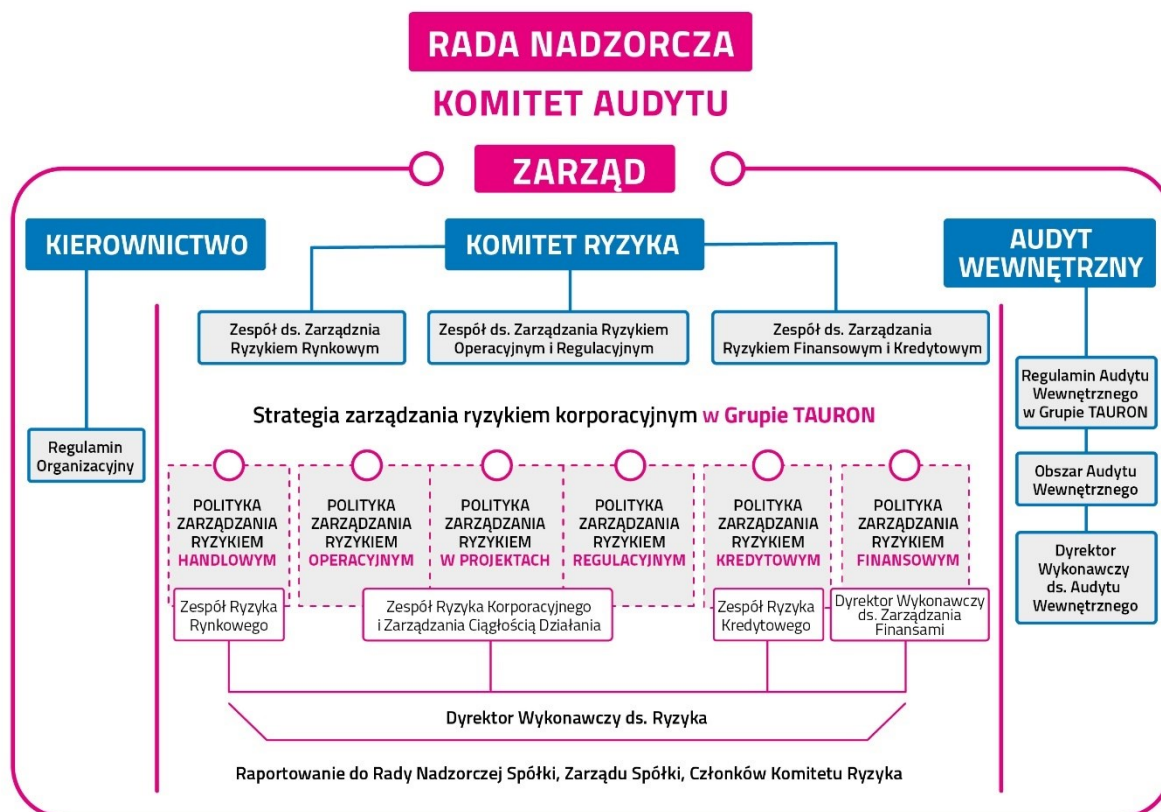 RADA NADZORCZA
KOMITET AUDYTU
ZARZĄD
KIEROWNICTWO
KOMITET RYZYKA
AUDYT
WEWNĘTRZNY
Zespół ds. Zarządznia
Ryzykiem Rynkowym
Zespół ds. Zarządzania Ryzykiem
Operacyjnym i Regulacyjnym
Zespół ds. Zarządzania
Ryzykiem Finansowym i Kredytowym
Regulamin Audytu
Wewnętrznego
w Grupie TAURON
Strategia zarządzania ryzykiem korporacyjnym w Grupie TAURON
Regulamin
Organizacyjny
Obszar Audytu
Wewnętrznego
POLITYKA
ZARZĄDZANIA
RYZYKIEM
HANDLOWYM
POLITYKA
ZARZĄDZANIA
RYZYKIEM
OPERACYJNYM
POLITYKA
ZARZĄDZANIA
RYZYKIEM
W PROJEKTACH
POLITYKA
ZARZĄDZANIA
RYZYKIEM
REGULACYJNYM
POLITYKA
ZARZĄDZANIA
RYZYKIEM
KREDYTOWYM
POLITYKA
ZARZĄDZANIA
RYZYKIEM
FINANSOWYM
Dyrektor
Wykonawczy
ds. Audytu
Wewnętrznego
Zespół Ryzyka
Rynkowego
Zespół Ryzyka Korporacyjnego
i Zarządzania Ciągłością Działania
Zespół Ryzyka
Kredytowego
Dyrektor Wykonawczy
ds. Zarządzania
Finansami
Dyrektor Wykonawczy ds. Ryzyka
Raportowanie do Rady Nadzorczej Spółki, Zarządu Spółki, Członków Komitetu Ryzyka